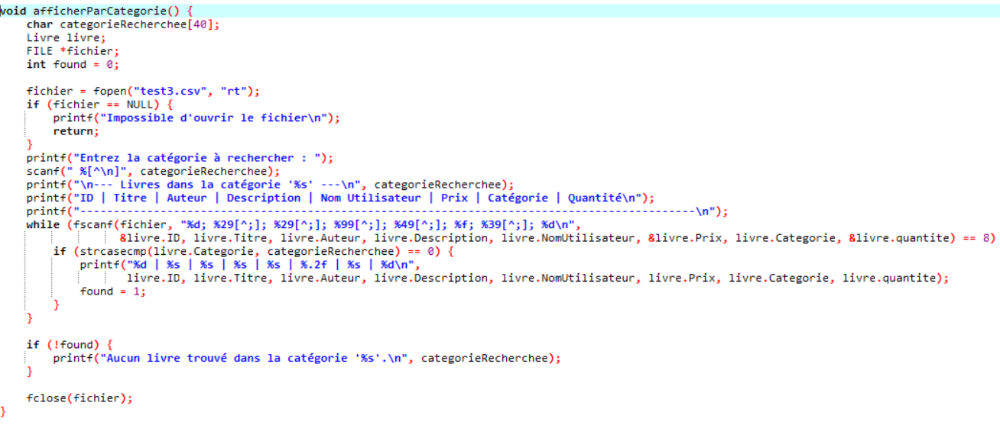 void afficherParCategorie() {
    char categorieRecherchee[40];
    Livre livre;
    FILE *fichier;
    int found = 0;

    fichier = fopen("test3.csv", "rt");
    if (fichier == NULL) {
        printf("Impossible d'ouvrir le fichier\n");
        return;
    }
    printf("Entrez la catégorie à rechercher : ");
    scanf(" %[^\n]", categorieRecherchee);
    printf("\n--- Livres dans la catégorie '%s' ---\n", categorieRecherchee);
    printf("ID | Titre | Auteur | Description | Nom Utilisateur | Prix | Catégorie | Quantité\n");
    printf("-----------------------------------------------------------------------------------------\n");
    while (fscanf(fichier, "%d; %29[^;]; %29[^;]; %99[^;]; %49[^;]; %f; %39[^;]; %d\n",
                  &livre.ID, livre.Titre, livre.Auteur, livre.Description, livre.NomUtilisateur, &livre.Prix, livre.Categorie, &livre.quantite) == 8)
        if (strcasecmp(livre.Categorie, categorieRecherchee) == 0) {
            printf("%d | %s | %s | %s | %s | %.2f | %s | %d\n",
                   livre.ID, livre.Titre, livre.Auteur, livre.Description, livre.NomUtilisateur, livre.Prix, livre.Categorie, livre.quantite);
            found = 1;
        }
    }

    if (!found) {
        printf("Aucun livre trouvé dans la catégorie '%s'.\n", categorieRecherchee);
    }

    fclose(fichier);
}